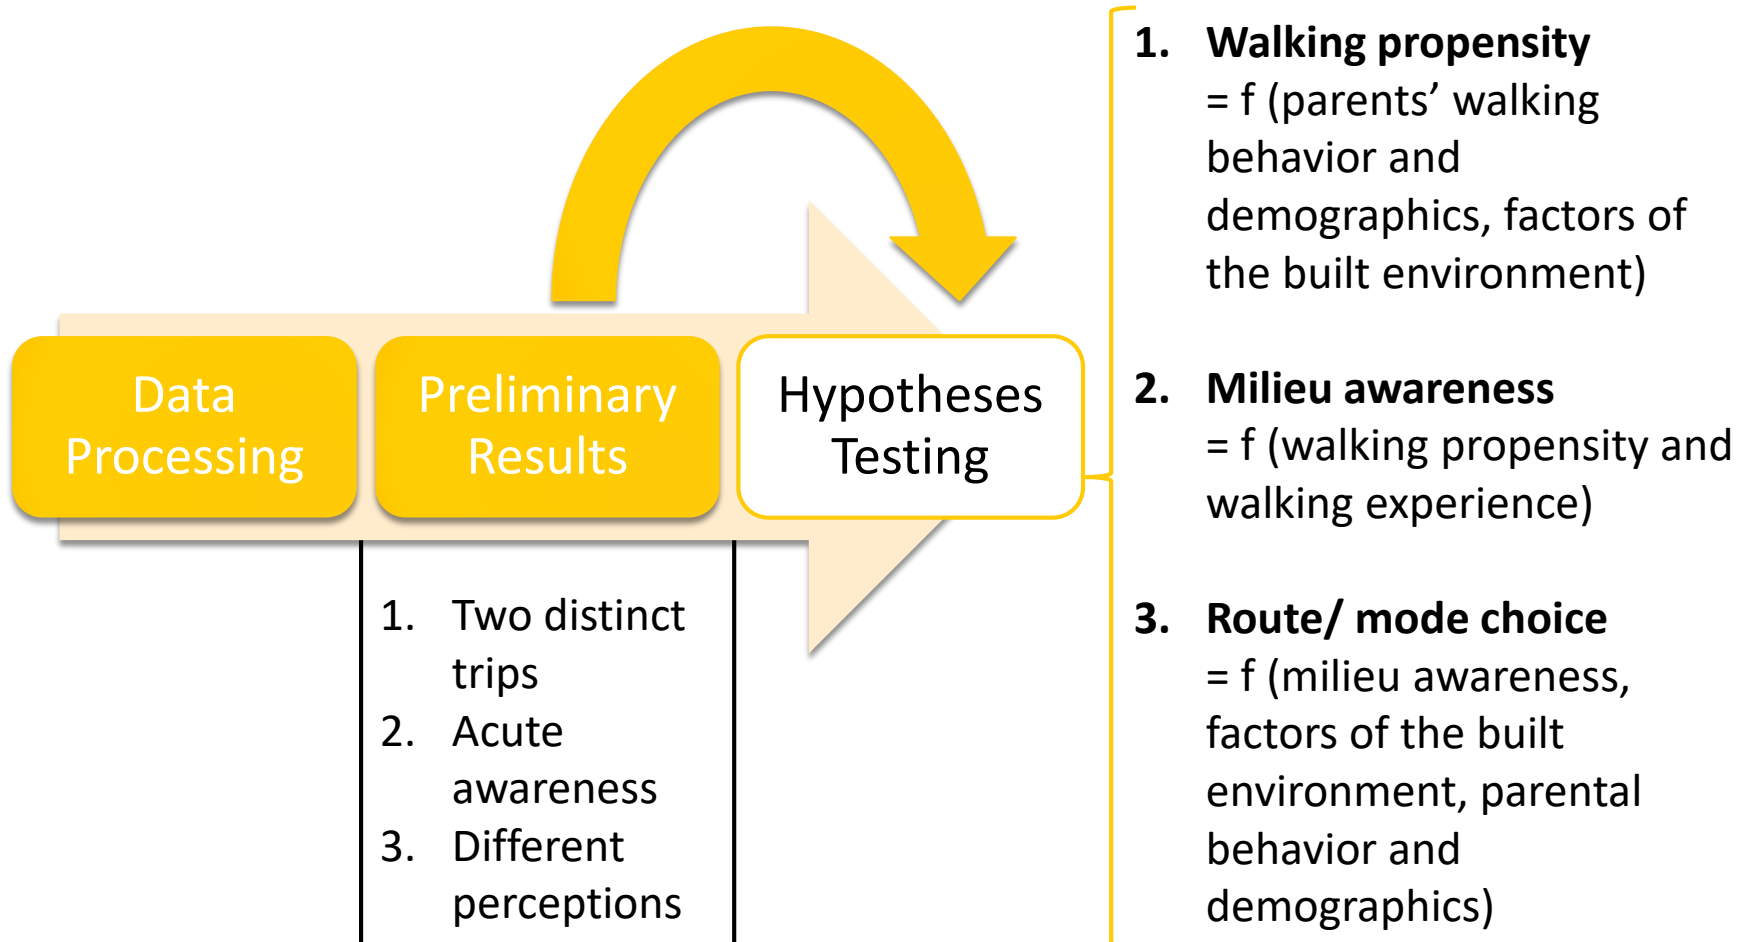 Data
Processing
Preliminary
Results
Hypotheses
Testing
1. Two distinct
trips
2. Acute
awareness
3. Different
perceptions
1. Walking propensity
= f (parents’ walking
behavior and
demographics, factors of
the built environment)
2. Milieu awareness
= f (walking propensity and
walking experience)
3. Route/ mode choice
= f (milieu awareness,
factors of the built
environment, parental
behavior and
demographics)